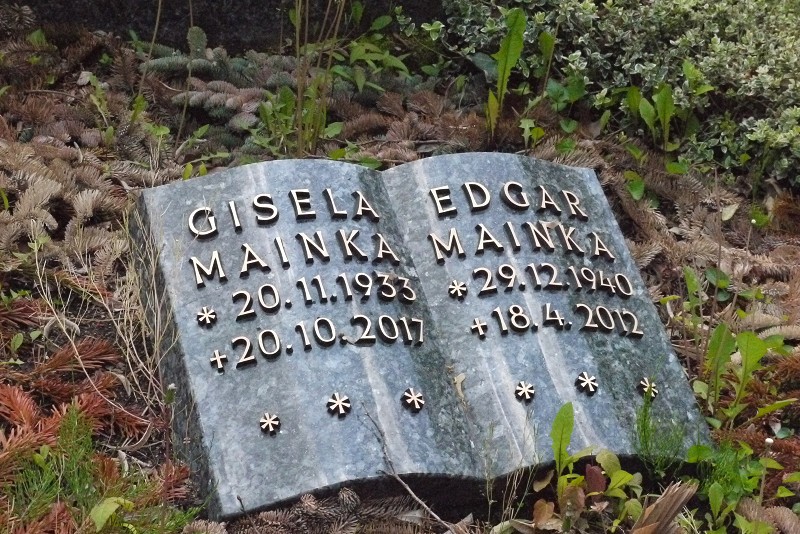 GISELA
MAINKA
* 20. 11. 1933
+ 20. 10. 2017
* * *
EDGAR
MAINKA
* 29. 12. 1940
+ 18. 4. 2012
* * *